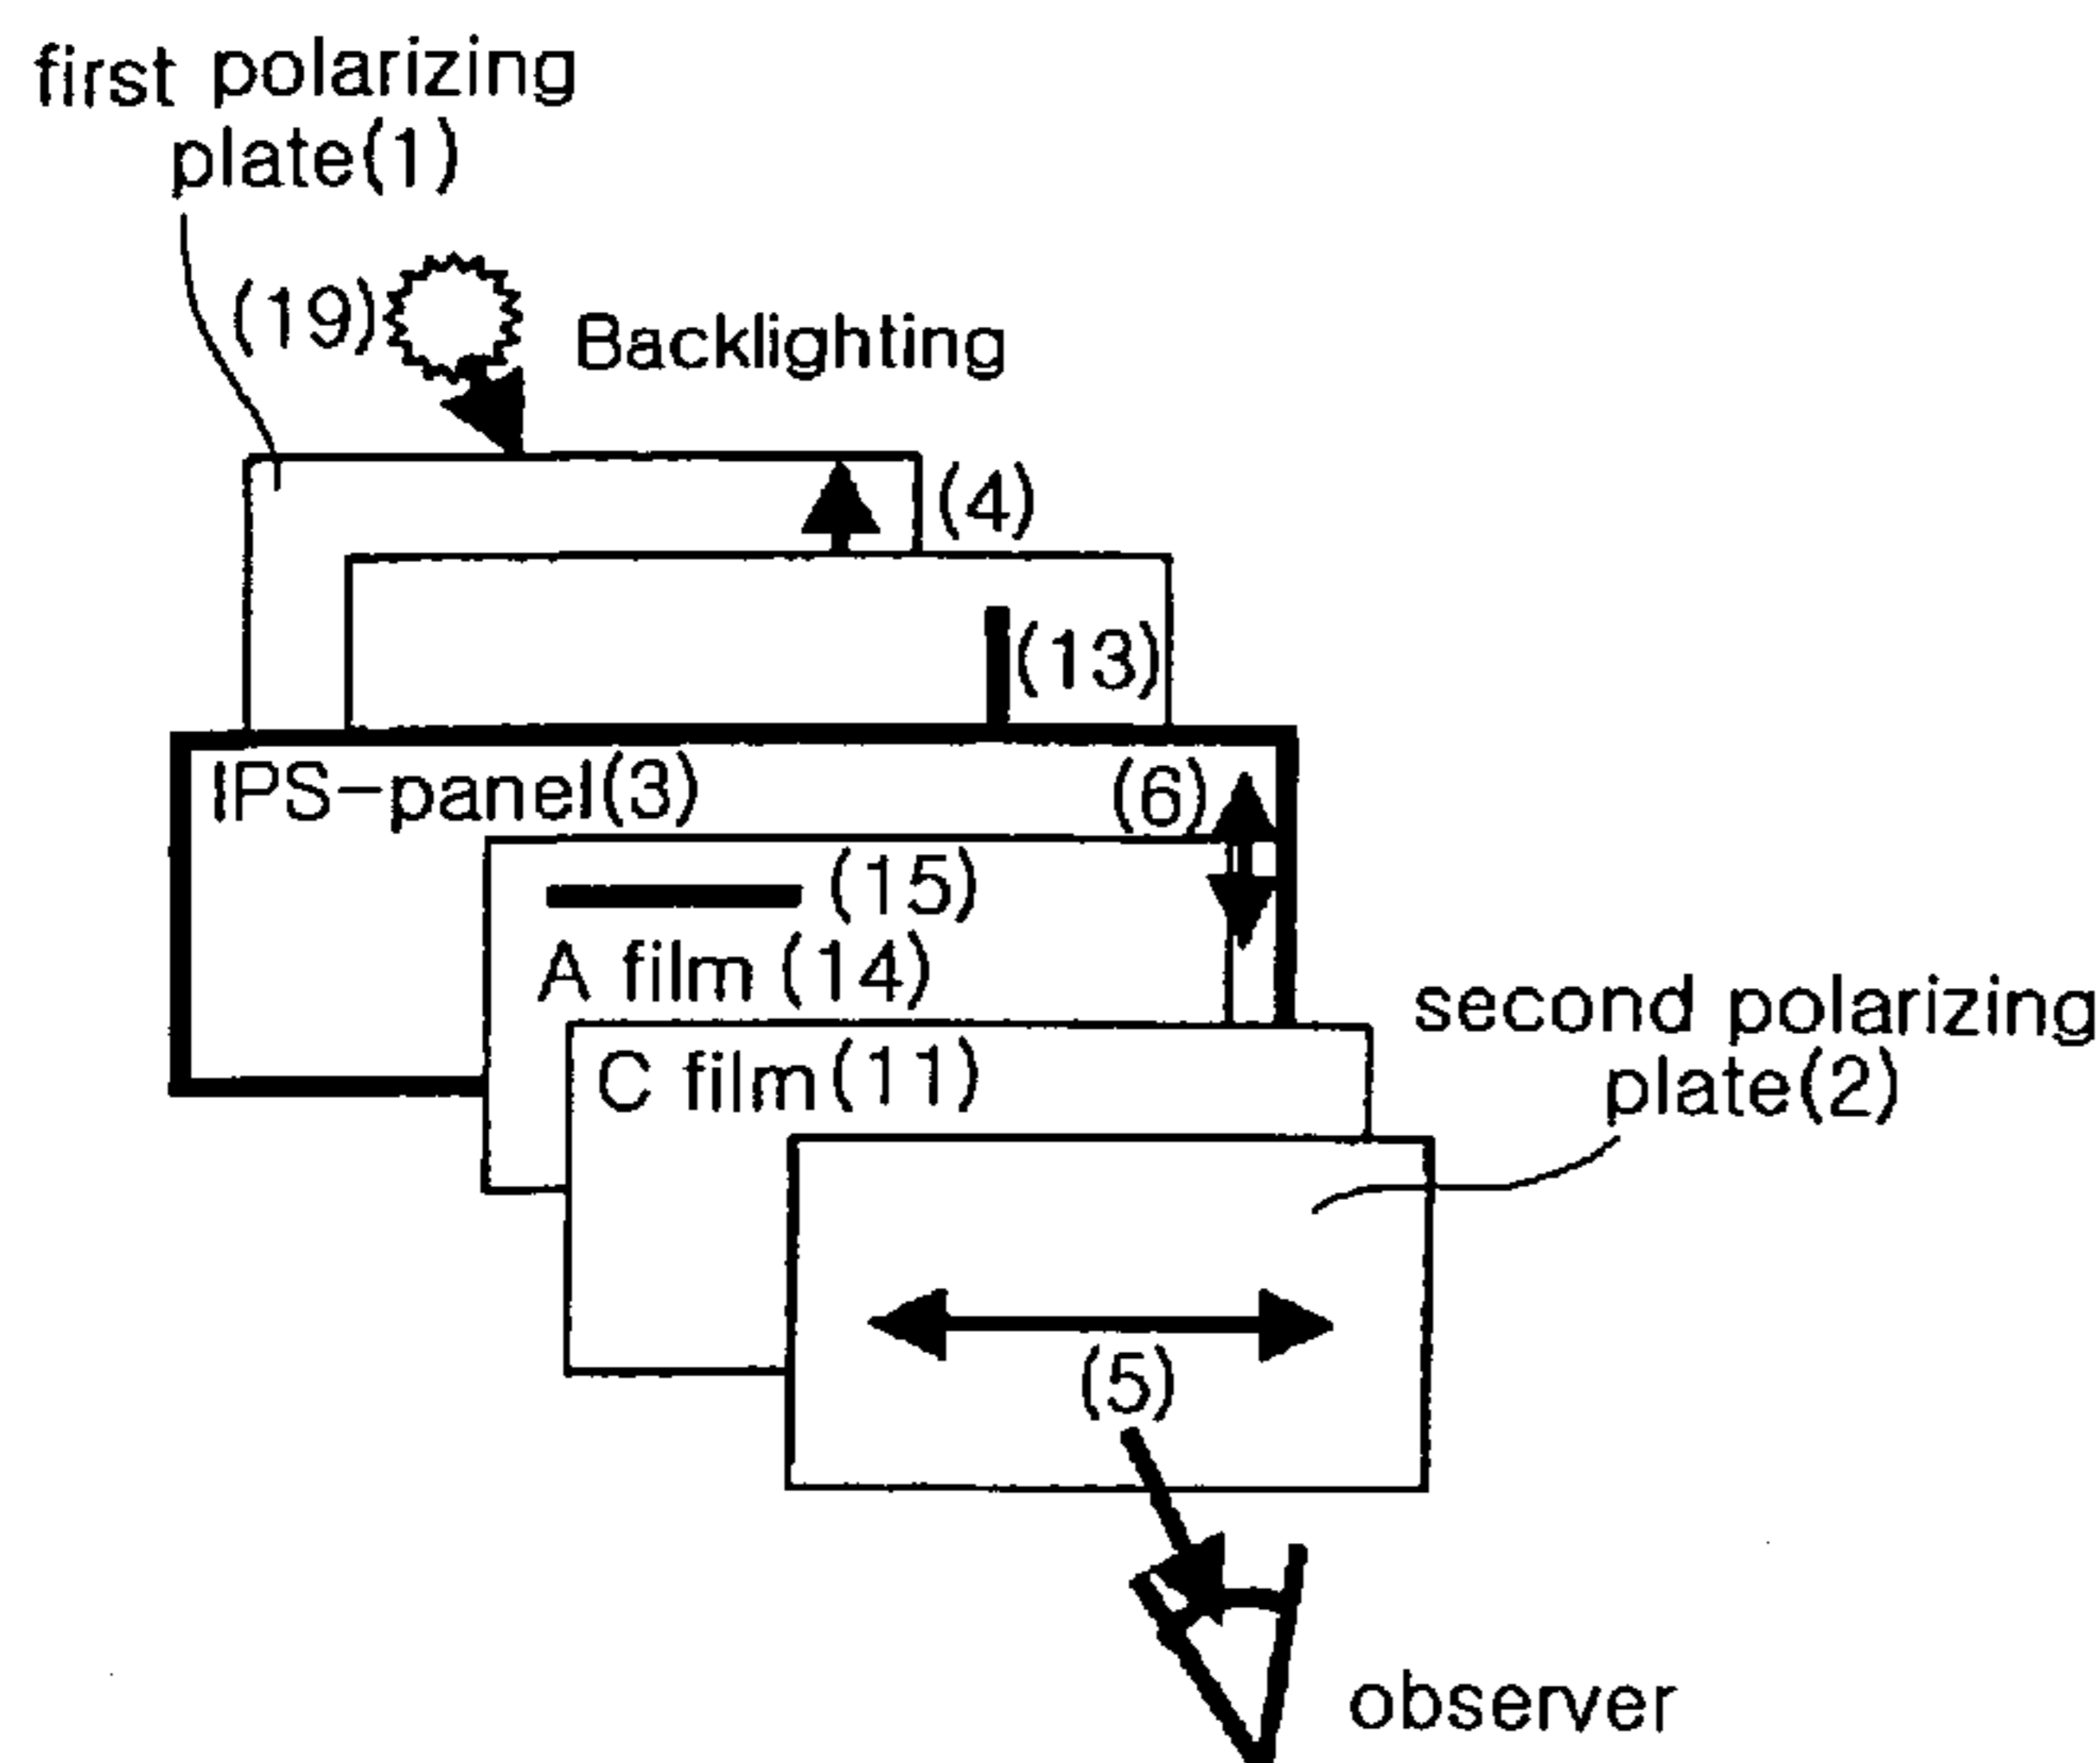 first polarizing
plate(1)
(19)
Backlighting
(4)
(13)
IPS-panel(3)
(6)
(15)
A film (14)
C film(11)
second polarizing
plate(2)
(5)
observer